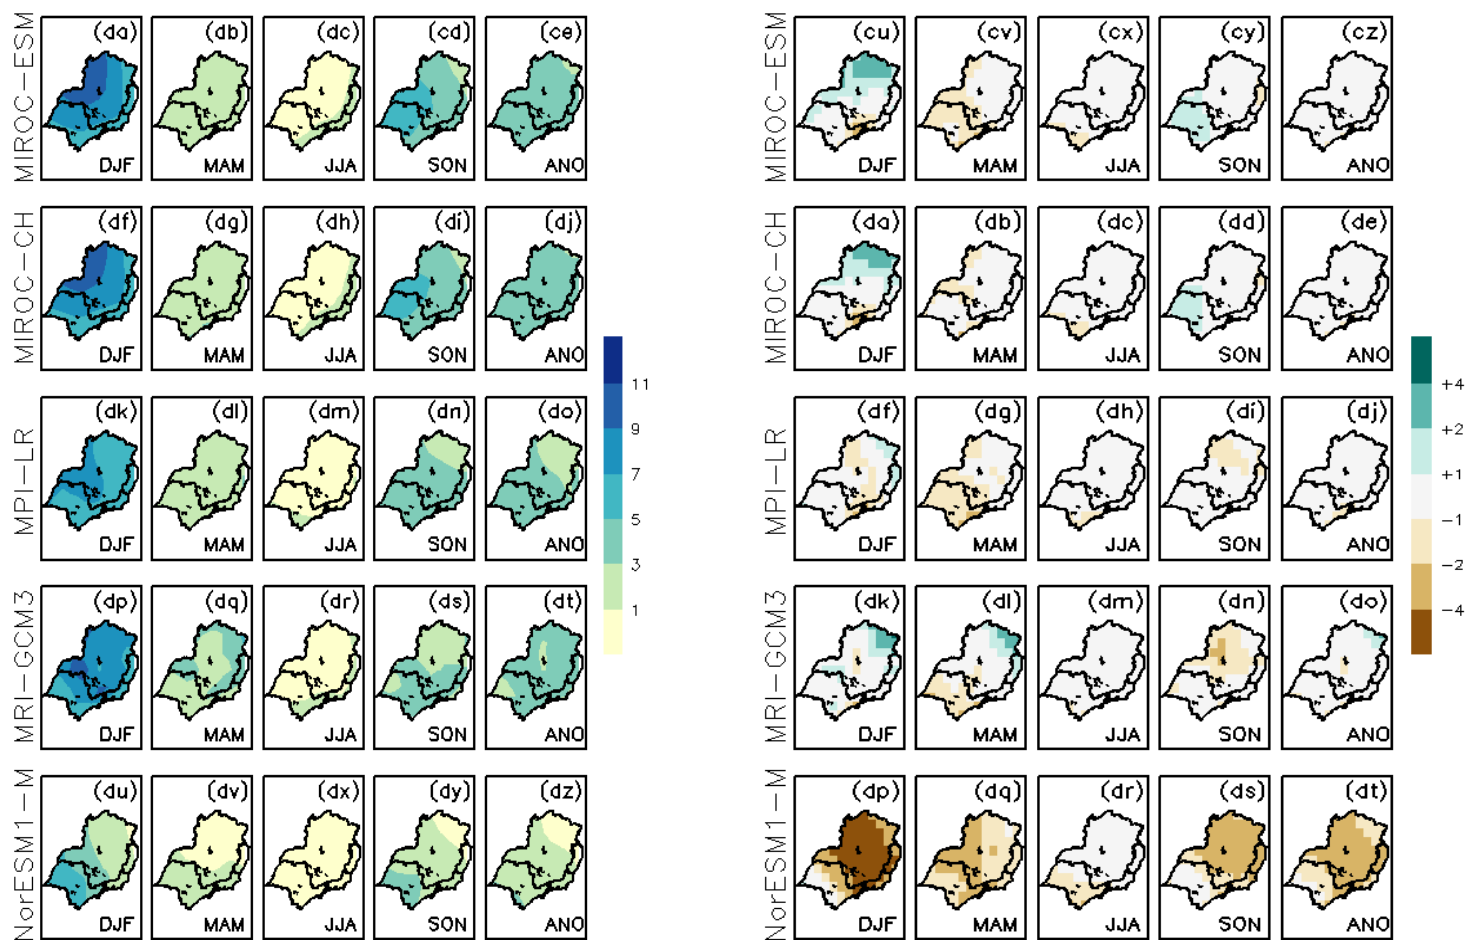 MIROC-ESM (da) (db) (dc) (cd) (ce) MIROC-ESM (cu) (cv) (cx) (cy) (cz)
DJF MAM JJA SON ANO DJF MAM JJA SON ANO
MIROC-CH (df) (dg) (dh) (di) (dj) MIROC-CH (da) (db) (dc) (dd) (de)
DJF MAM JJA SON ANO DJF MAM JJA SON ANO
11 +4
MPI-LR (dk) (dl) (dm) (dn) (do) MPI-LR (df) (dg) (dh) (di) (dj)
9 +2
7 +1
5 -1
DJF MAM JJA SON ANO DJF MAM JJA SON ANO
3 -2
MRI-GCM3 (dp) (dq) (dr) (ds) (dt) MRI-GCM3 (dk) (dl) (dm) (dn) (do)
1 -4
DJF MAM JJA SON ANO DJF MAM JJA SON ANO
NorESM1-M (du) (dv) (dx) (dy) (dz) NorESM1-M (dp) (dq) (dr) (ds) (dt)
DJF MAM JJA SON ANO DJF MAM JJA SON ANO